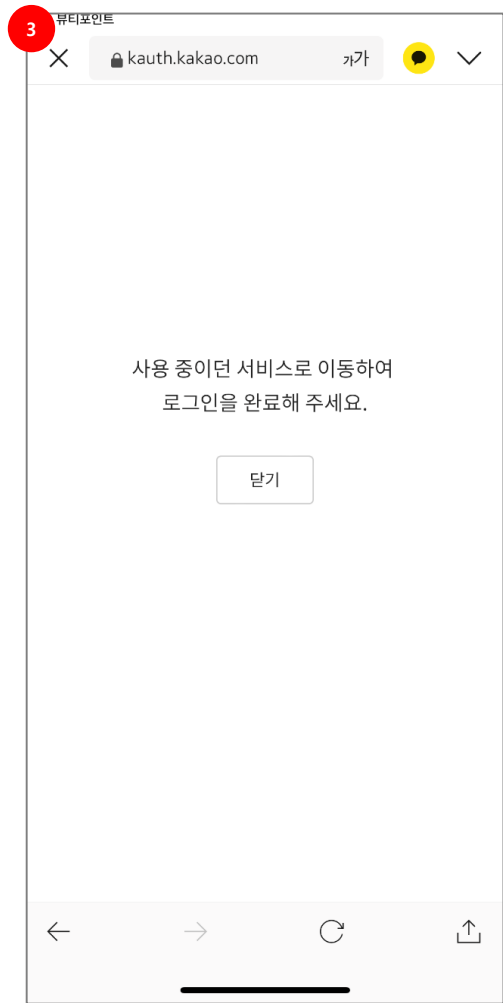 3
뷰티포인트
kauth.kakao.com
가가
사용 중이던 서비스로 이동하여
로그인을 완료해 주세요.
닫기